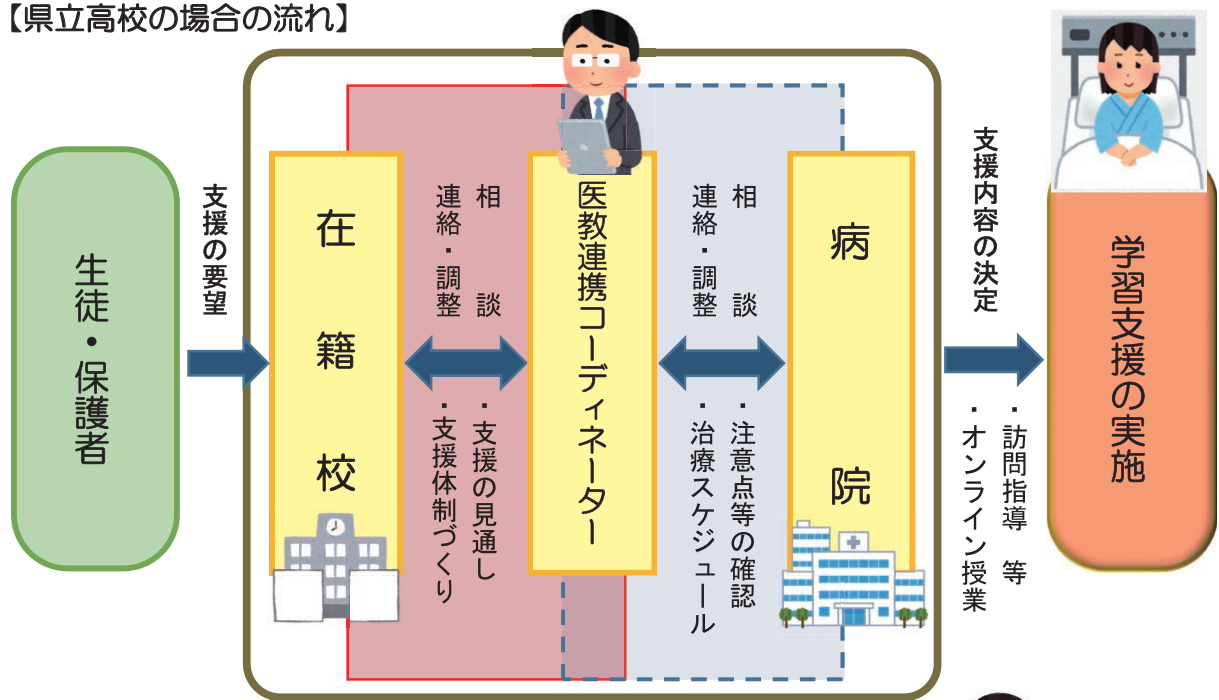 【県立高校の場合の流れ】
生徒・保護者
支援の要望
在籍校
相談
連絡・調整
・支援の見通し
・支援体制づくり
医教連携コーディネーター
相談
連絡・調整
・注意点等の確認
・治療スケジュール
病院
支援内容の決定
・訪問指導 等
・オンライン授業
学習支援の実施